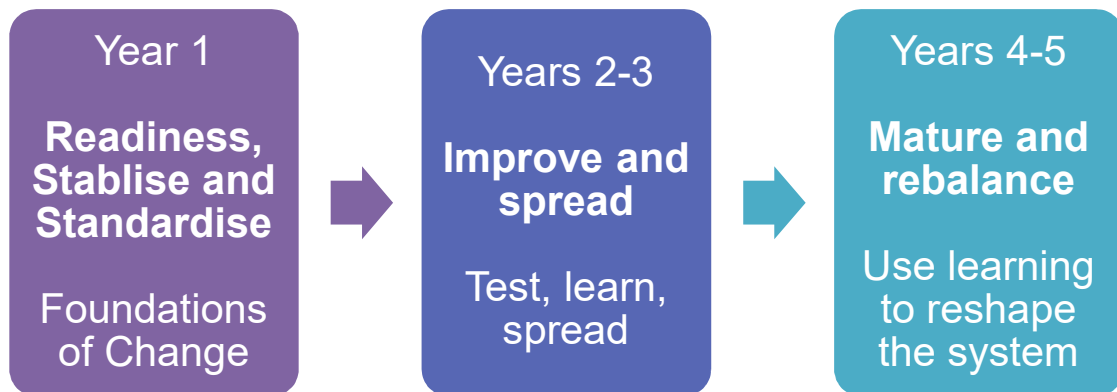 Year 1
Readiness,
Stablise and
Standardise
Foundations
of Change
Years 2-3
Improve and
spread
Test, learn,
spread
Years 4-5
Mature and
rebalance
Use learning
to reshape
the system